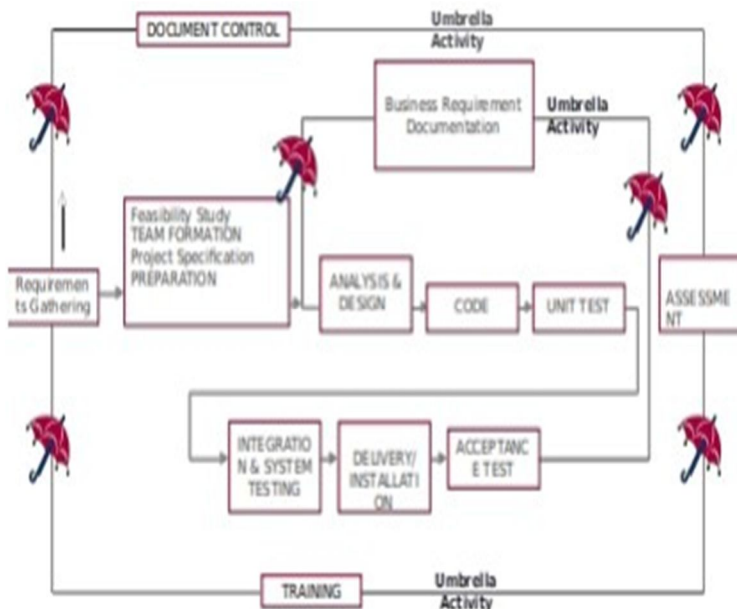 Umbrella
Activity
DOCUMENT CONTROL
Business Requirement
Documentation
Umbrella
Activity
Feasibility Study
TEAM FORMATION
Project Specification
PREPARATION
Requiremen
ts Gathering
ANALYSIS &
DESIGN
CODE
UNIT TEST
ASSESSME
NT
INTEGRATIO
N & SYSTEM
TESTING
DELIVERY/
INSTALLATI
ON
ACCEPTANC
E TEST
TRAINING
Umbrella
Activity